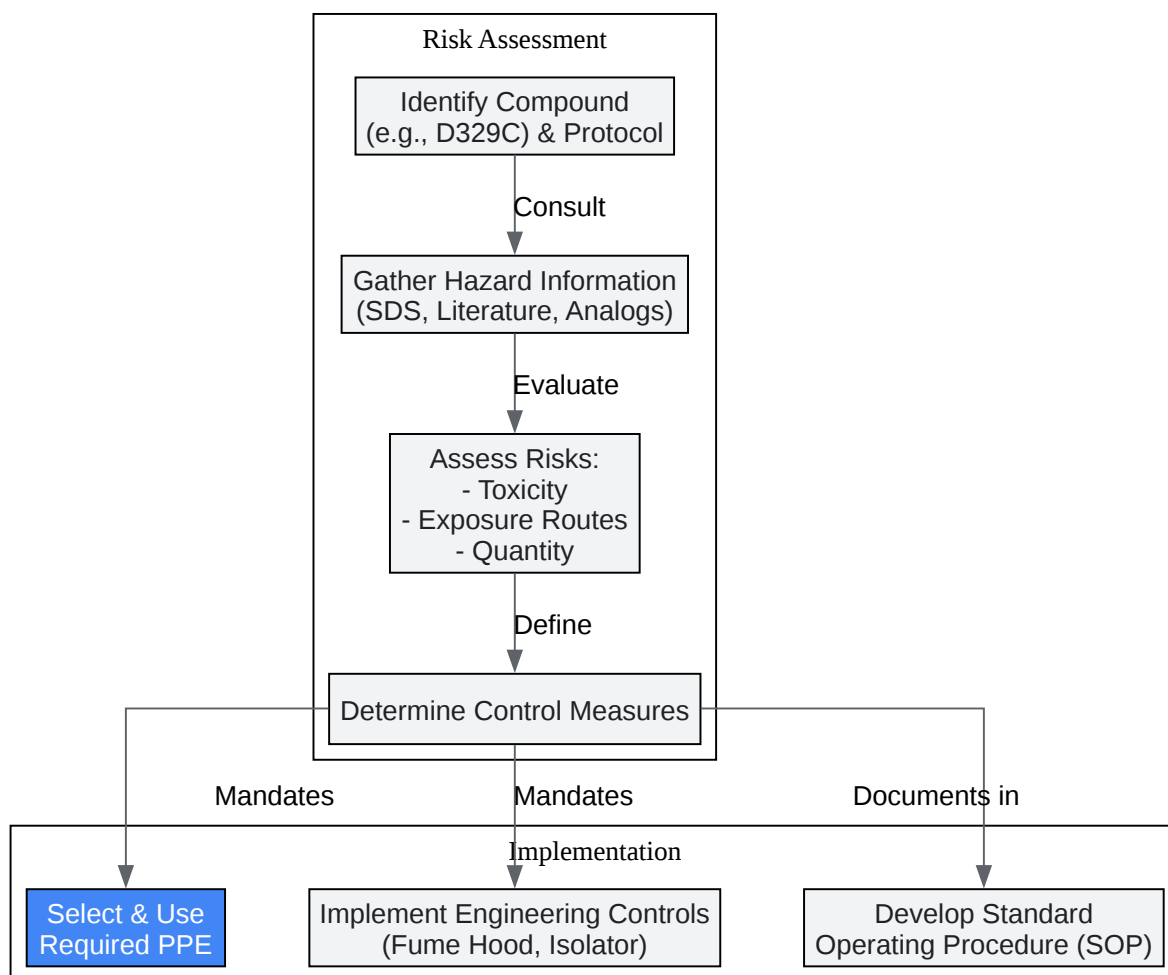 Risk Assessment
Identify Compound
(e.g., D329C) & Protocol
Consult
Gather Hazard Information
(SDS, Literature, Analogs)
Evaluate
Assess Risks:
- Toxicity
- Exposure Routes
- Quantity
Define
Determine Control Measures
Mandates
Mandates
Documents in
Implementation
Select & Use
Required PPE
Implement Engineering Controls
(Fume Hood, Isolator)
Develop Standard
Operating Procedure (SOP)